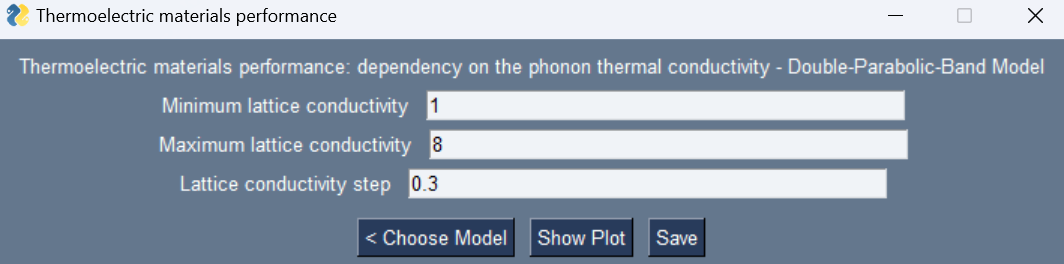 Thermoelectric materials performance
Thermoelectric materials performance: dependency on the phonon thermal conductivity - Double-Parabolic-Band Model
Minimum lattice conductivity 1
Maximum lattice conductivity 8
Lattice conductivity step 0.3
< Choose Model Show Plot Save